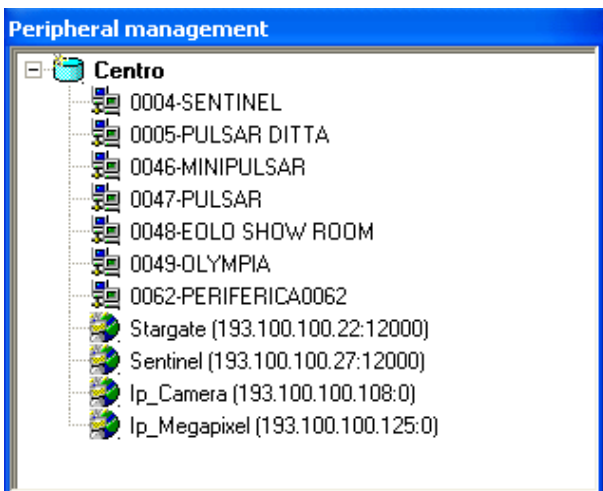 Peripheral management
Centro
0004-SENTINEL
0005-PULSAR DITTA
0046-MINIPULSAR
0047-PULSAR
0048-EOLO SHOW ROOM
0049-OLYMPIA
0062-PERIFERICA0062
Stargate (193.100.100.22:12000)
Sentinel (193.100.100.27:12000)
Ip_Camera (193.100.100.108:0)
Ip_Megapixel (193.100.100.125:0)